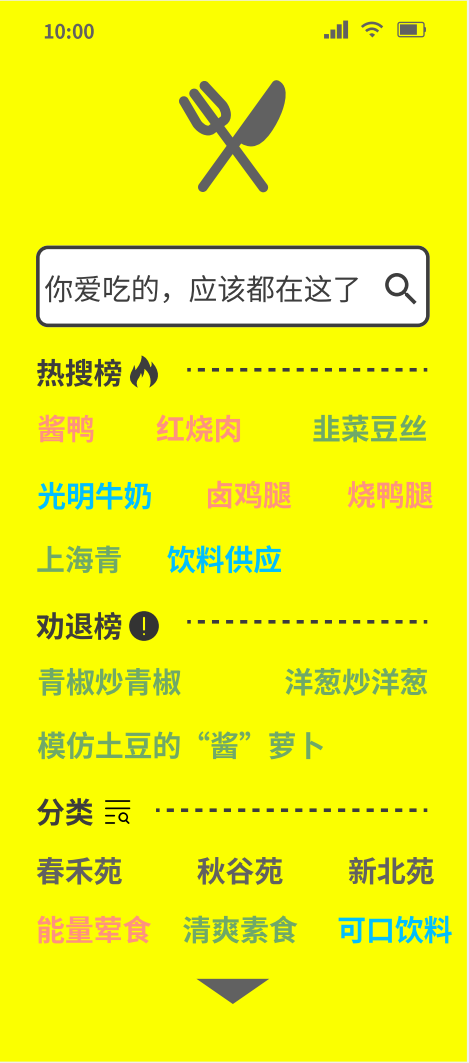 10:00
你爱吃的，应该都在这了
热搜榜
酱鸭 红烧肉 韭菜豆丝
光明牛奶 卤鸡腿 烧鸭腿
上海青 饮料供应
劝退榜
青椒炒青椒 洋葱炒洋葱
模仿土豆的“酱”萝卜
分类
春禾苑 秋谷苑 新北苑
能量荤食 清爽素食 可口饮料